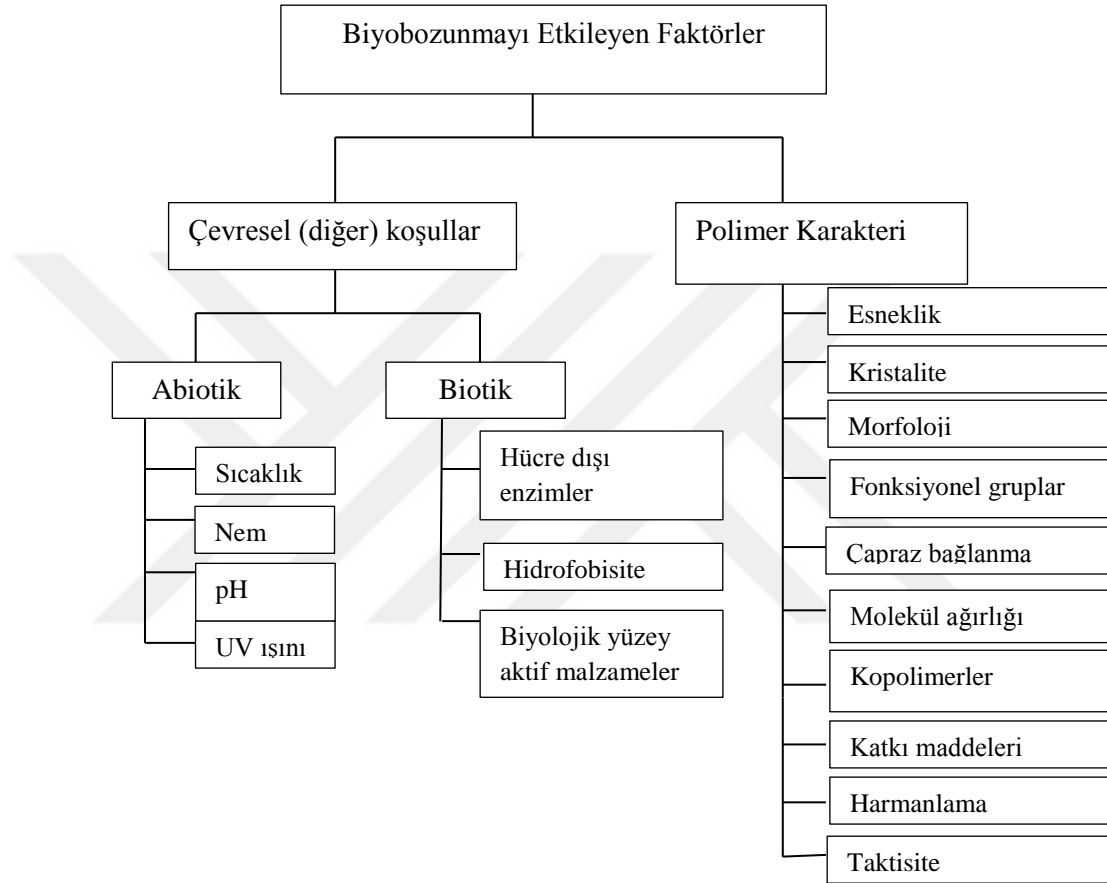 Biyobozunmayı Etkileyen Faktörler
Çevresel (diğer) koşullar
Polimer Karakteri
Abiotik
Biotik
Sıcaklık
Nem
pH
UV ışını
Hücre dışı
enzimler
Hidrofobisite
Biyolojik yüzey
aktif malzameler
Esneklik
Kristalite
Morfoloji
Fonksiyonel gruplar
Çapraz bağlanma
Molekül ağırlığı
Kopolimerler
Katkı maddeleri
Harmanlama
Taktisite